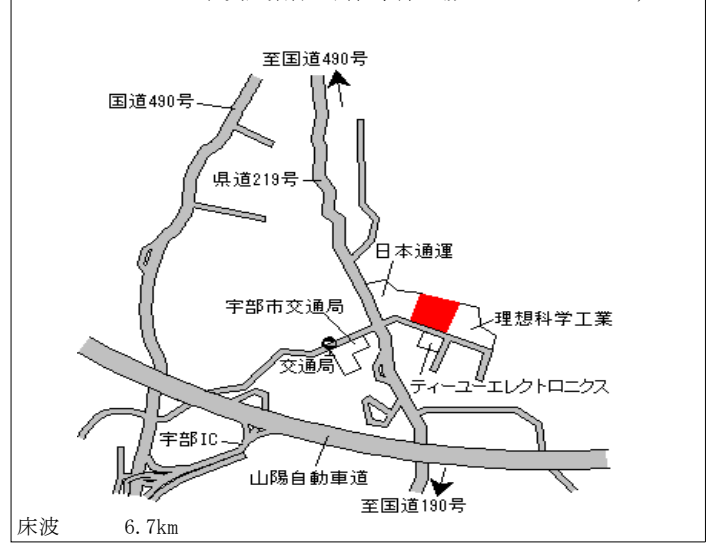 至国道490号
国道490号
県道219号
日本通運
宇部市交通局
理想科学工業
交通局
ティーユーエレクトロニクス
宇部IC
山陽自動車道
至国道190号
床波 6.7km